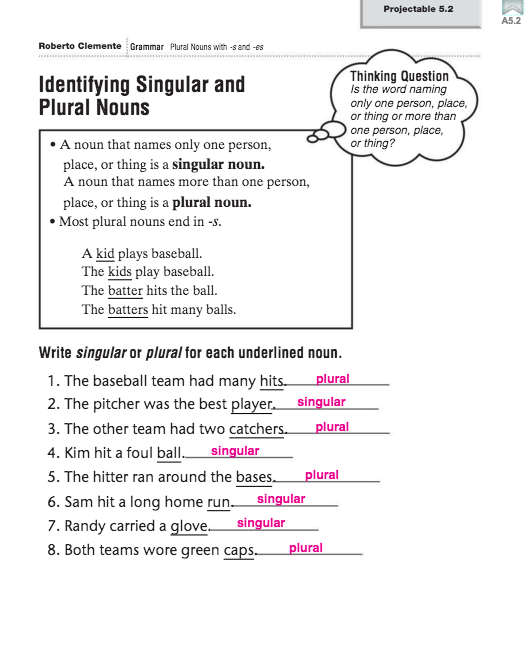 Projectable 5.2
A5.2
Roberto Clemente Grammar Plural Nouns with -s and -es
Identifying Singular and
Plural Nouns
Thinking Question
Is the word naming
only one person, place,
or thing or more than
one person, place,
or thing?
• A noun that names only one person,
place, or thing is a singular noun.
A noun that names more than one person,
place, or thing is a plural noun.
• Most plural nouns end in -s.
A kid plays baseball.
The kids play baseball.
The batter hits the ball.
The batters hit many balls.
Write singular or plural for each underlined noun.
1. The baseball team had many hits. plural
2. The pitcher was the best player. singular
3. The other team had two catchers. plural
4. Kim hit a foul ball. singular
5. The hitter ran around the bases. plural
6. Sam hit a long home run. singular
7. Randy carried a glove. singular
8. Both teams wore green caps. plural